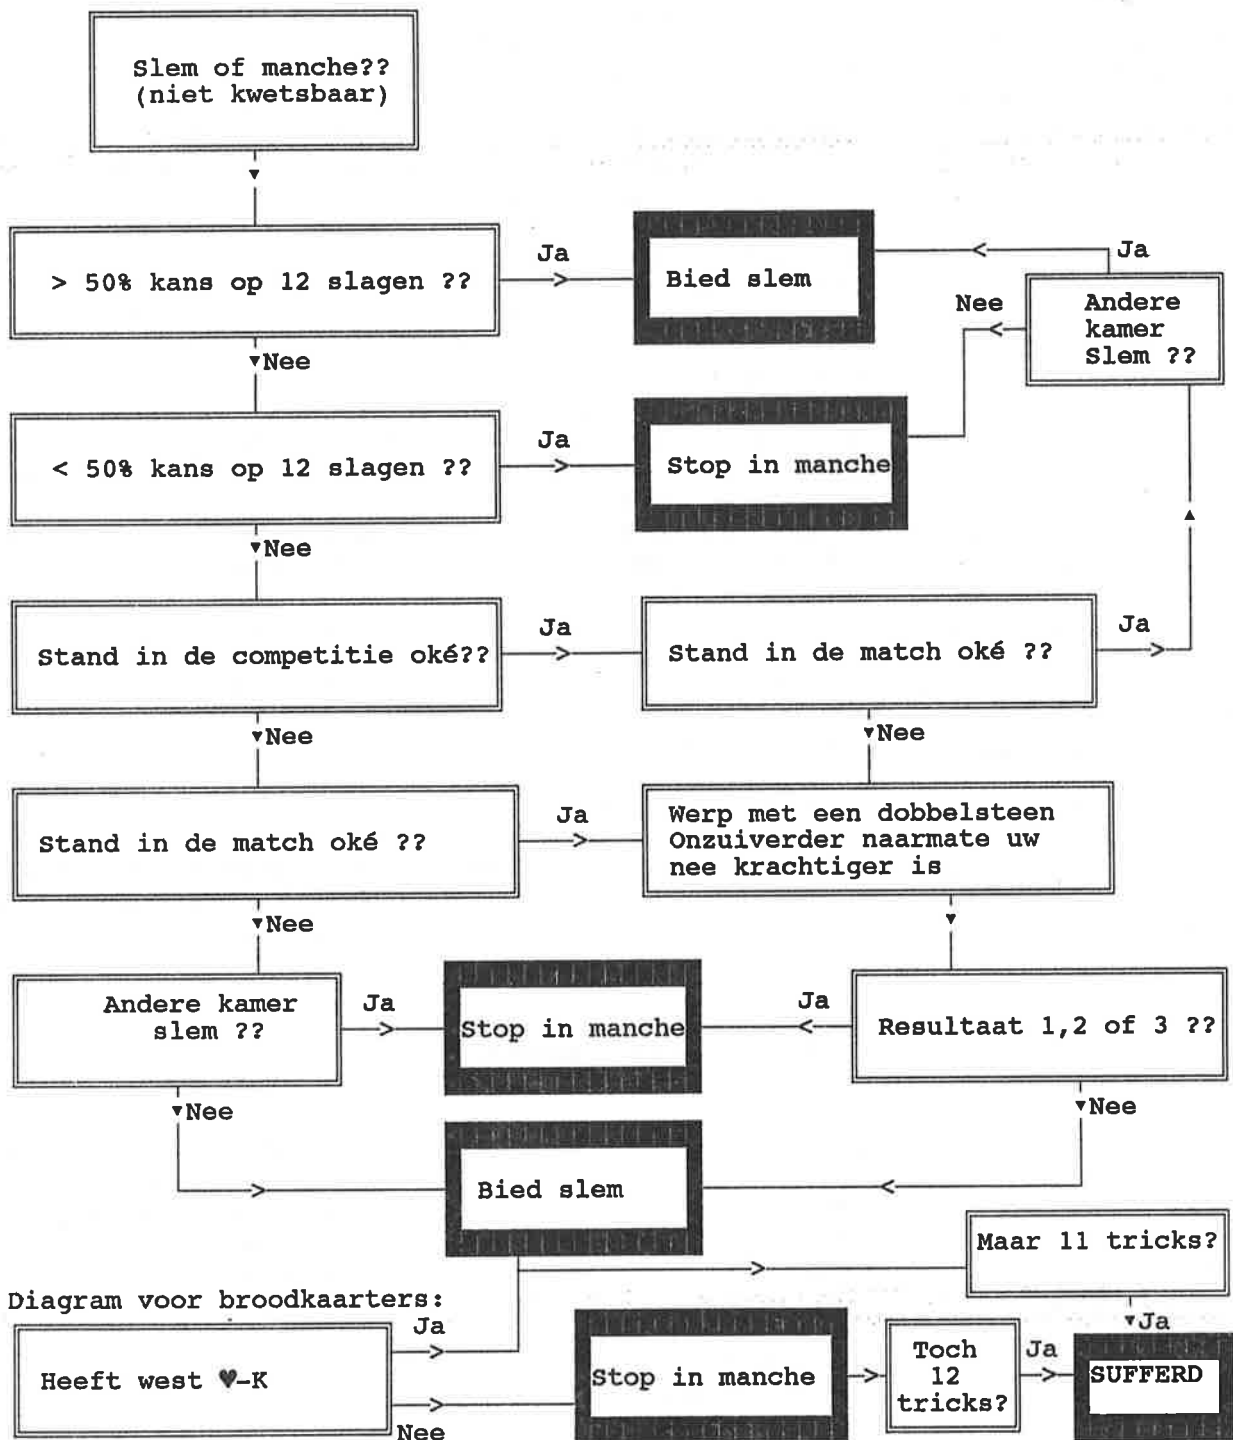 Slem of manche??
(niet kwetsbaar)
> 50% kans op 12 slagen ??
Ja
Bied slem
Ja
Nee
Andere
kamer
Slem ??
Nee
< 50% kans op 12 slagen ??
Ja
Stop in manche
Nee
Stand in de competitie oké??
Ja
Stand in de match oké ??
Ja
Nee
Nee
Stand in de match oké ??
Ja
Werp met een dobbelsteen
Onzuiverder naarmate uw
nee krachtiger is
Nee
Andere kamer
slem ??
Ja
Stop in manche
Ja
Resultaat 1,2 of 3 ??
Nee
Nee
Bied slem
Maar 11 tricks?
Diagram voor broodkaarters:
Ja
Ja
Heeft west ♥-K
Nee
Stop in manche
Toch
12
tricks?
Ja
SUFFERD